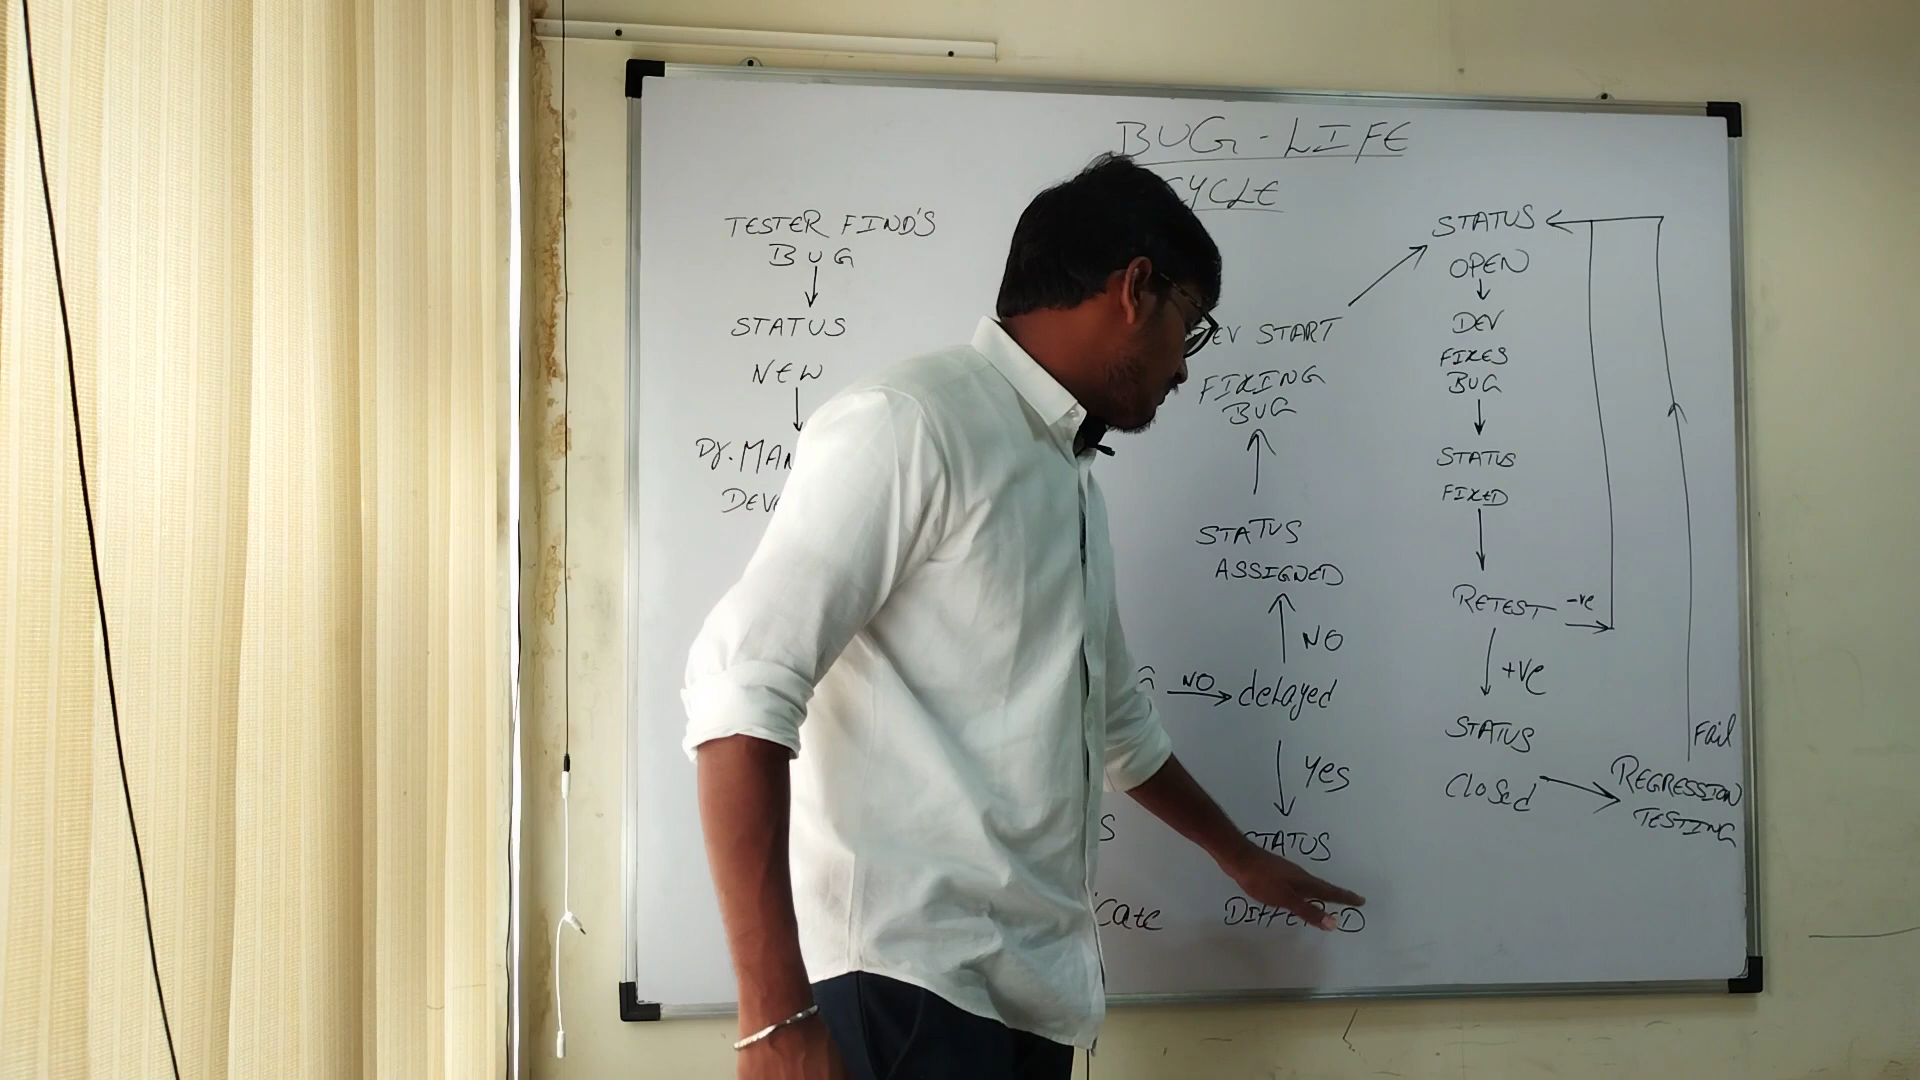 BUG-LIFE
CYCLE
TESTER FIND'S
BUG
STATUS
NEW
STATUS
ASSIGNED
NO
NO
delayed
YES
STATUS
DIFFERED
START
FIXING
BUG
STATUS
OPEN
DEV
FIXES
BUG
STATUS
FIXED
RETEST
-ve
+ve
STATUS
Closed
REGRESSION
TESTING
Fail